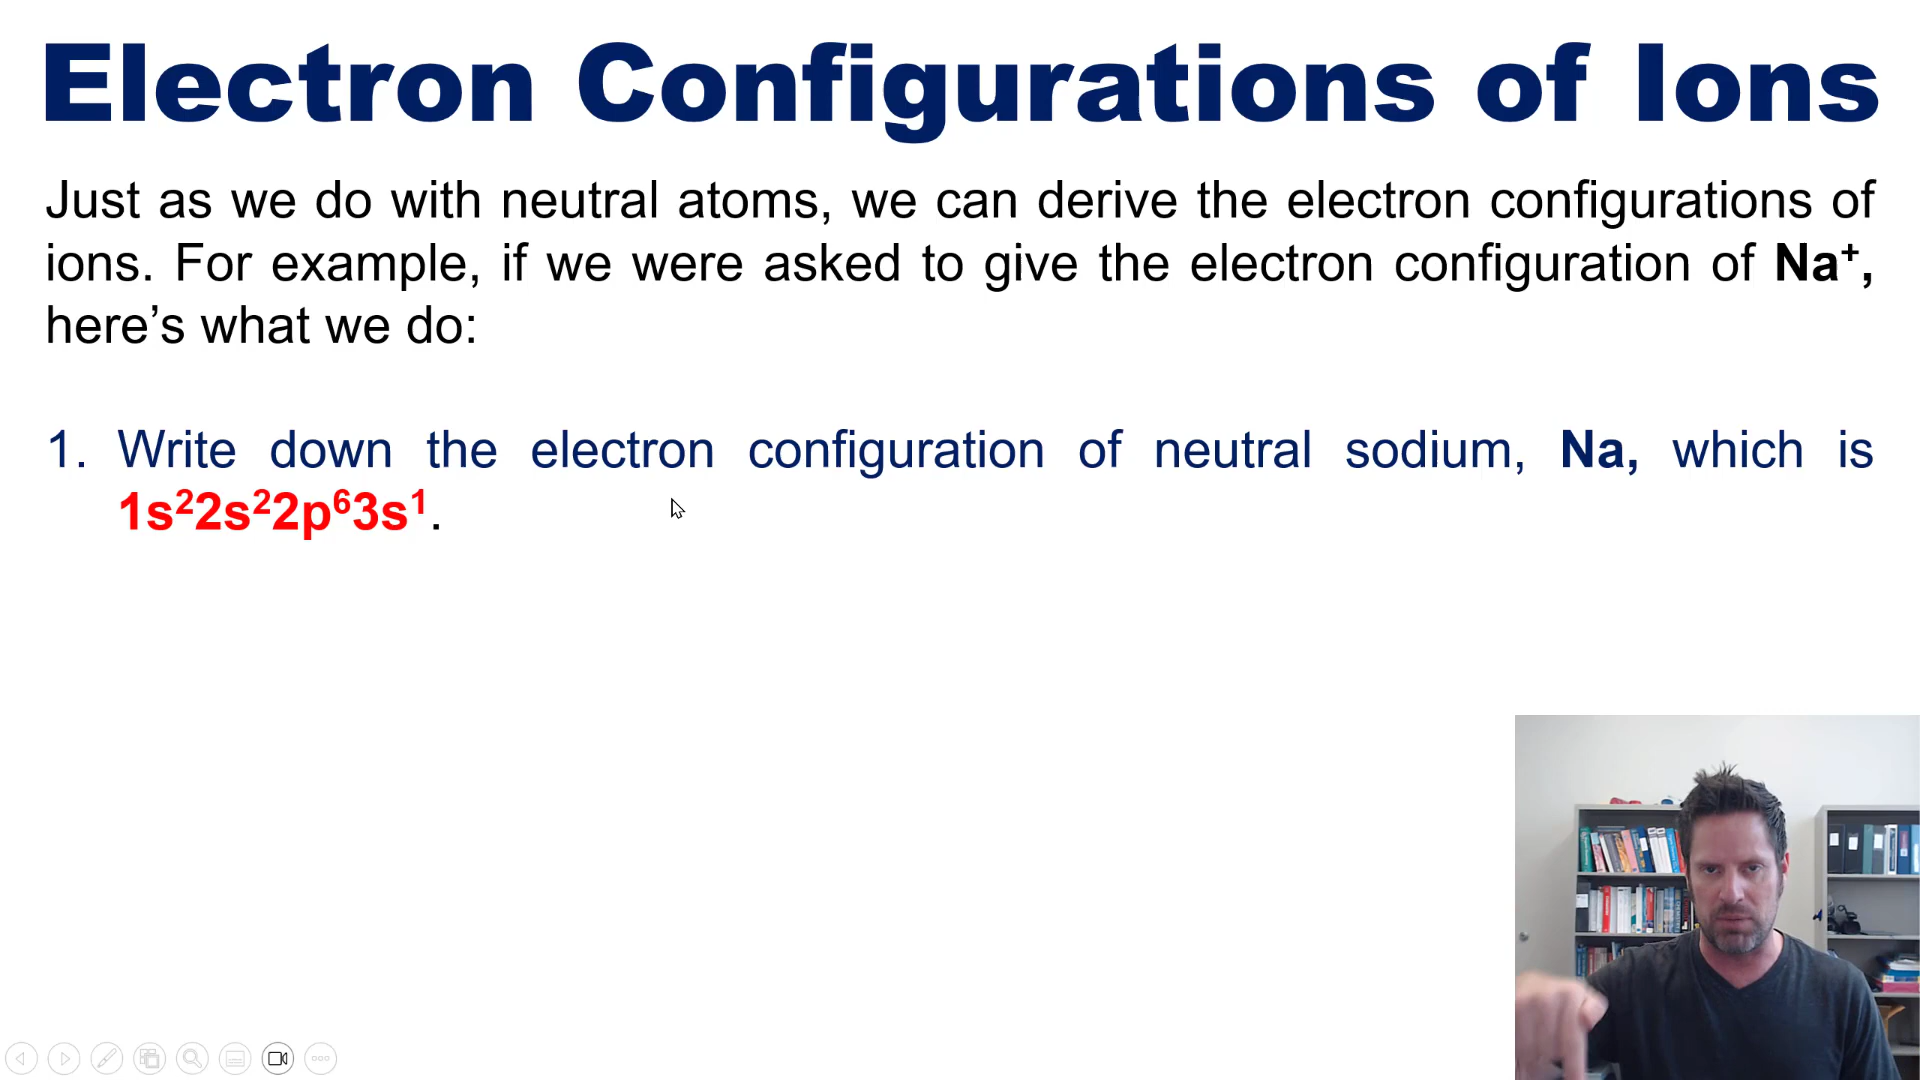 Electron Configurations of Ions
Just as we do with neutral atoms, we can derive the electron configurations of
ions. For example, if we were asked to give the electron configuration of Na⁺,
here’s what we do:
1. Write down the electron configuration of neutral sodium, Na, which is
1s²2s²2p⁶3s¹.